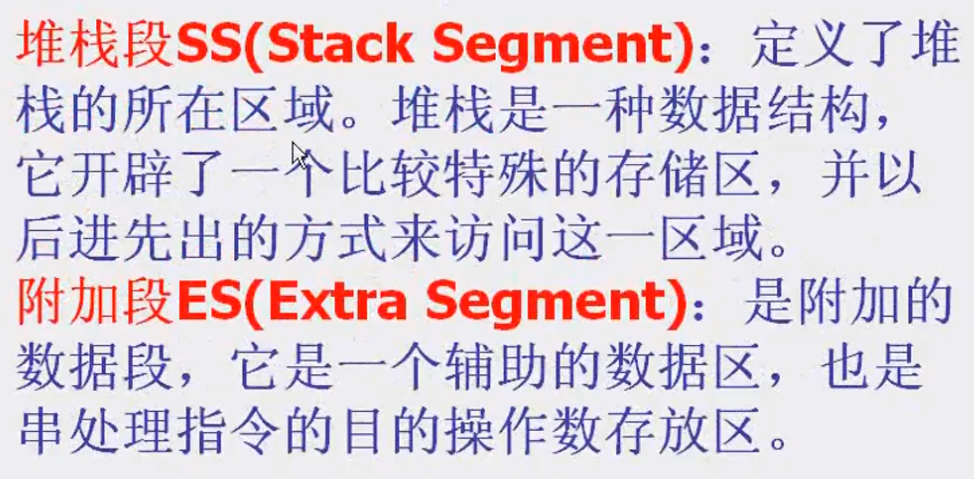 堆栈段SS(Stack Segment)：定义了堆
栈的所在区域。堆栈是一种数据结构，
它开辟了一个比较特殊的存储区，并以
后进先出的方式来访问这一区域。
附加段ES(Extra Segment)：是附加的
数据段，它是一个辅助的数据区，也是
串处理指令的目的操作数存放区。